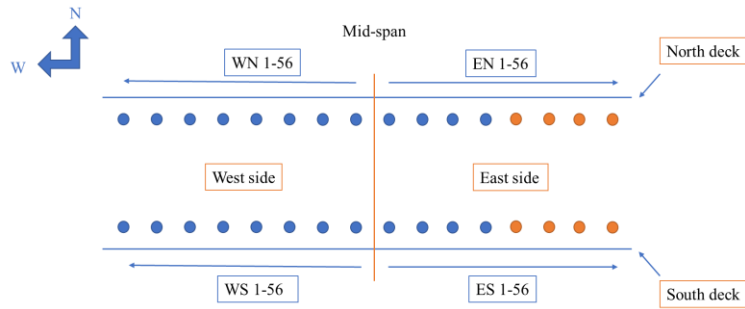 N
Mid-span
W
WN 1-56
EN 1-56
North deck
West side
East side
WS 1-56
ES 1-56
South deck